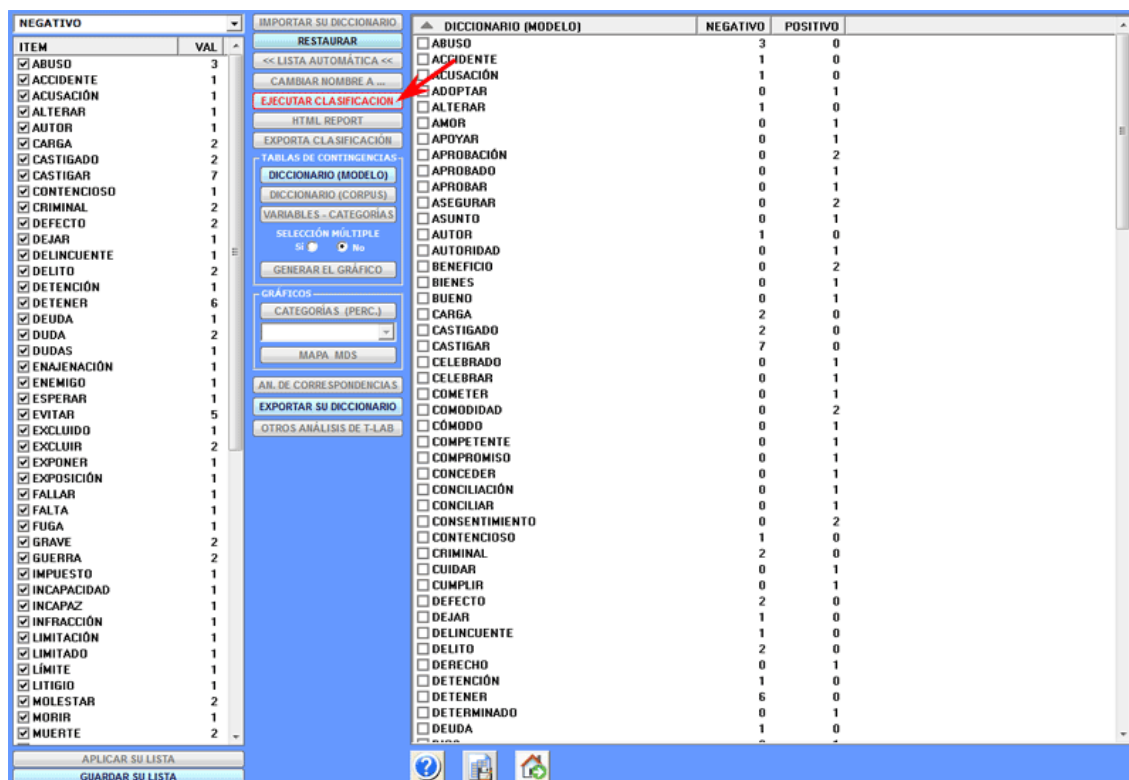 NEGATIVO
ITEM VAL
ABUSO 3
ACCIDENTE 1
ACUSACIÓN 1
ALTERAR 1
AUTOR 1
CARGA 2
CASTIGADO 2
CASTIGAR 7
CONTENCIOSO 1
CRIMINAL 2
DEFECTO 2
DEJAR 1
DELINCUENTE 1
DELITO 2
DETENCIÓN 1
DETENER 6
DEUDA 1
DUDA 2
DUDAS 1
ENAJENACIÓN 1
ENEMIGO 1
ESPERAR 1
EVITAR 5
EXCLUIDO 1
EXCLUIR 2
EXPONER 1
EXPOSICIÓN 1
FALLAR 1
FALTA 1
FUGA 1
GRAVE 2
GUERRA 2
IMPUESTO 1
INCAPACIDAD 1
INCAPAZ 1
INFRACCIÓN 1
LIMITACIÓN 1
LIMITADO 1
LÍMITE 1
LITIGIO 1
MOLESTAR 2
MORIR 1
MUERTE 2
APLICAR SU LISTA
GUARDAR SU LISTA
IMPORTAR SU DICCIONARIO
RESTAURAR
<< LISTA AUTOMÁTICA <<
CAMBIAR NOMBRE A ...
EJECUTAR CLASIFICACION
HTML REPORT
EXPORTA CLASIFICACIÓN
TABLAS DE CONTINGENCIAS
DICCIONARIO (MODELO)
DICCIONARIO (CORPUS)
VARIABLES - CATEGORÍAS
SELECCIÓN MÚLTIPLE
Sí No
GENERAR EL GRÁFICO
GRÁFICOS
CATEGORÍAS (PERC.)
MAPA MDS
AN. DE CORRESPONDENCIAS
EXPORTAR SU DICCIONARIO
OTROS ANÁLISIS DE T-LAB
DICCIONARIO (MODELO) NEGATIVO POSITIVO
ABUSO 3 0
ACCIDENTE 1 0
ACUSACIÓN 1 0
ADOPTAR 0 1
ALTERAR 1 0
AMOR 0 1
APOYAR 0 1
APROBACIÓN 0 2
APROBADO 0 1
APROBAR 0 1
ASEGURAR 0 2
ASUNTO 0 1
AUTOR 1 0
AUTORIDAD 0 1
BENEFICIO 0 2
BIENES 0 1
BUENO 0 1
CARGA 2 0
CASTIGADO 2 0
CASTIGAR 7 0
CELEBRADO 0 1
CELEBRAR 0 1
COMETER 0 1
COMODIDAD 0 2
CÓMODO 0 1
COMPETENTE 0 1
COMPROMISO 0 1
CONCEDER 0 1
CONCILIACIÓN 0 1
CONCILIAR 0 1
CONSENTIMIENTO 0 2
CONTENCIOSO 1 0
CRIMINAL 2 0
CUIDAR 0 1
CUMPLIR 0 1
DEFECTO 2 0
DEJAR 1 0
DELINCUENTE 1 0
DELITO 2 0
DERECHO 0 1
DETENCIÓN 1 0
DETENER 6 0
DETERMINADO 0 1
DEUDA 1 0